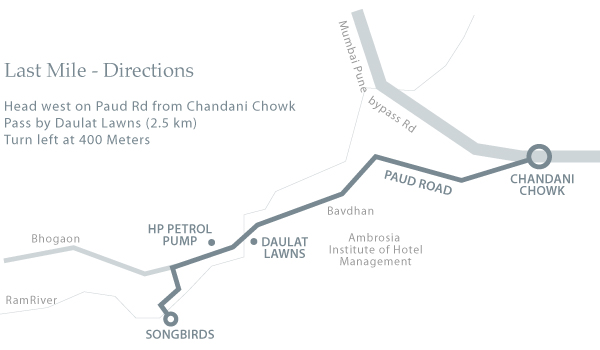 Last Mile - Directions
Head west on Paud Rd from Chandani Chowk
Pass by Daulat Lawns (2.5 km)
Turn left at 400 Meters
Mumbai Pune
bypass Rd
CHANDANI
CHOWK
PAUD ROAD
Bavdhan
HP PETROL
PUMP
DAULAT
LAWNS
Ambrosia
Institute of Hotel
Management
Bhogaon
RamRiver
SONGBIRDS